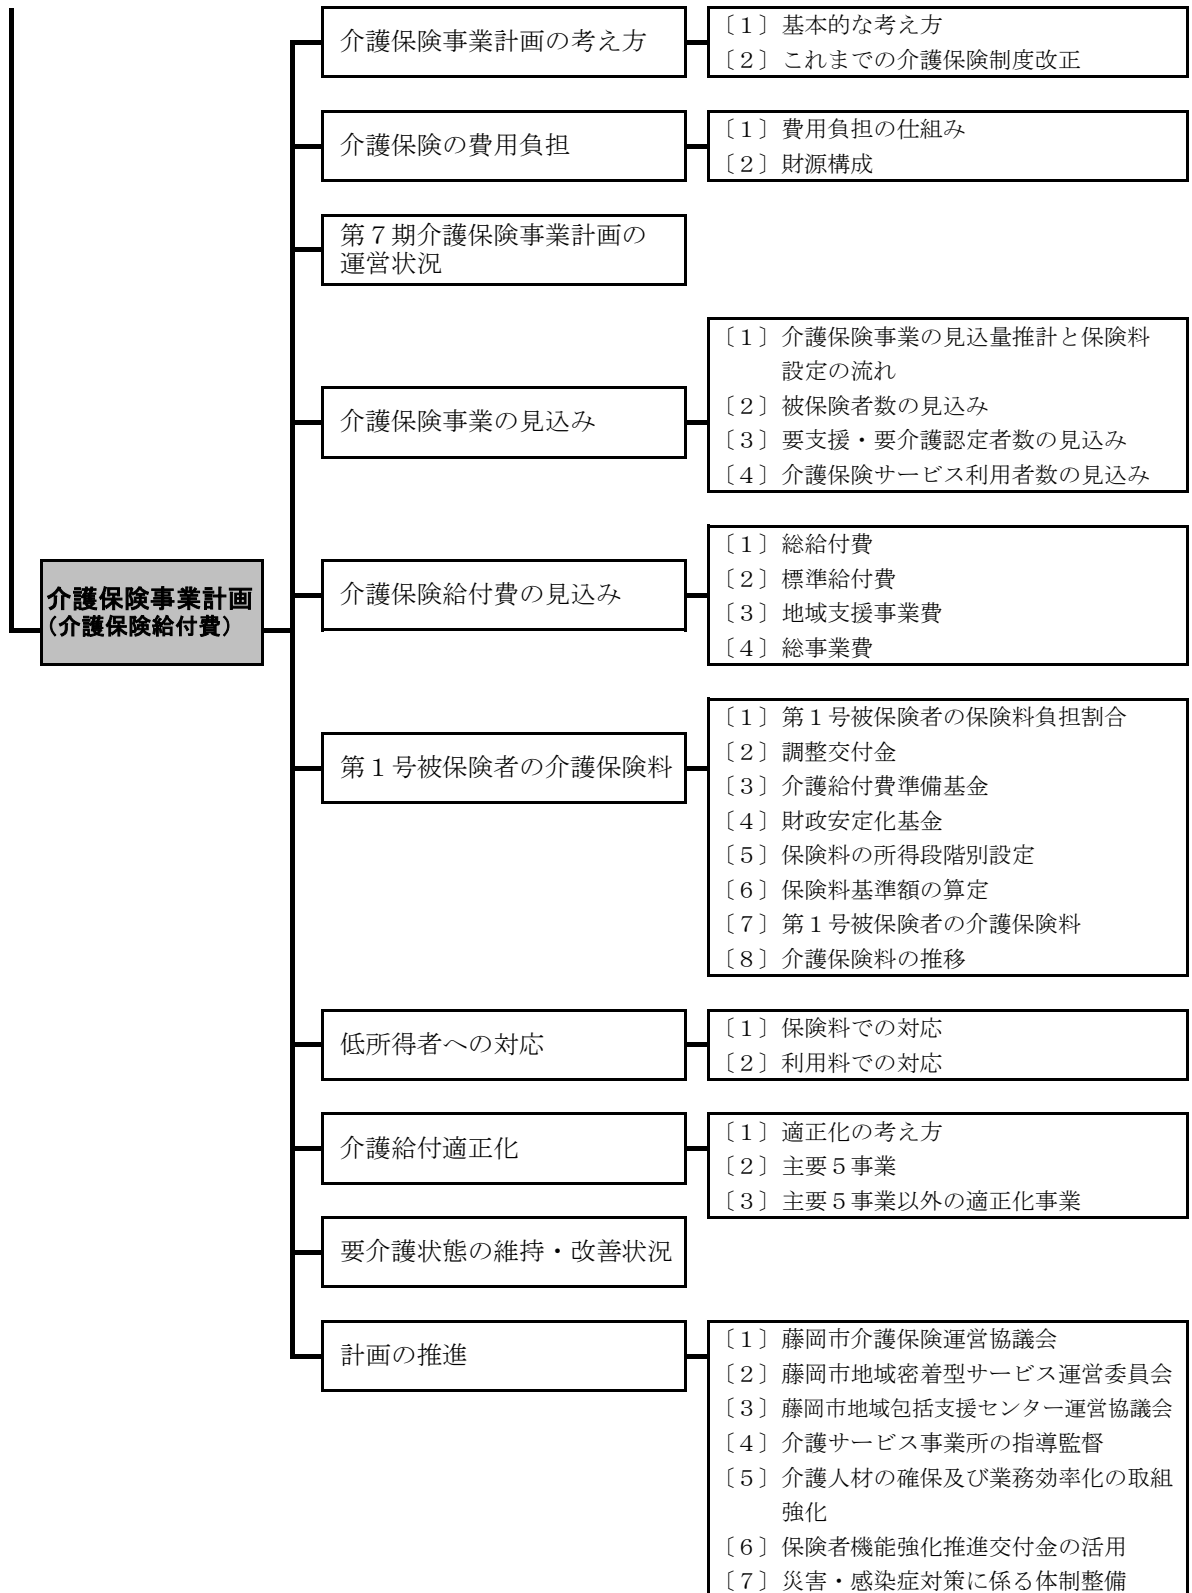 介護保険事業計画の考え方
〔１〕基本的な考え方
〔２〕これまでの介護保険制度改正
介護保険の費用負担
〔１〕費用負担の仕組み
〔２〕財源構成
第７期介護保険事業計画の
運営状況
介護保険事業の見込み
〔１〕介護保険事業の見込量推計と保険料
設定の流れ
〔２〕被保険者数の見込み
〔３〕要支援・要介護認定者数の見込み
〔４〕介護保険サービス利用者数の見込み
介護保険事業計画
（介護保険給付費）
介護保険給付費の見込み
〔１〕総給付費
〔２〕標準給付費
〔３〕地域支援事業費
〔４〕総事業費
第１号被保険者の介護保険料
〔１〕第１号被保険者の保険料負担割合
〔２〕調整交付金
〔３〕介護給付費準備基金
〔４〕財政安定化基金
〔５〕保険料の所得段階別設定
〔６〕保険料基準額の算定
〔７〕第１号被保険者の介護保険料
〔８〕介護保険料の推移
低所得者への対応
〔１〕保険料での対応
〔２〕利用料での対応
介護給付適正化
〔１〕適正化の考え方
〔２〕主要５事業
〔３〕主要５事業以外の適正化事業
要介護状態の維持・改善状況
計画の推進
〔１〕藤岡市介護保険運営協議会
〔２〕藤岡市地域密着型サービス運営委員会
〔３〕藤岡市地域包括支援センター運営協議会
〔４〕介護サービス事業所の指導監督
〔５〕介護人材の確保及び業務効率化の取組
強化
〔６〕保険者機能強化推進交付金の活用
〔７〕災害・感染症対策に係る体制整備